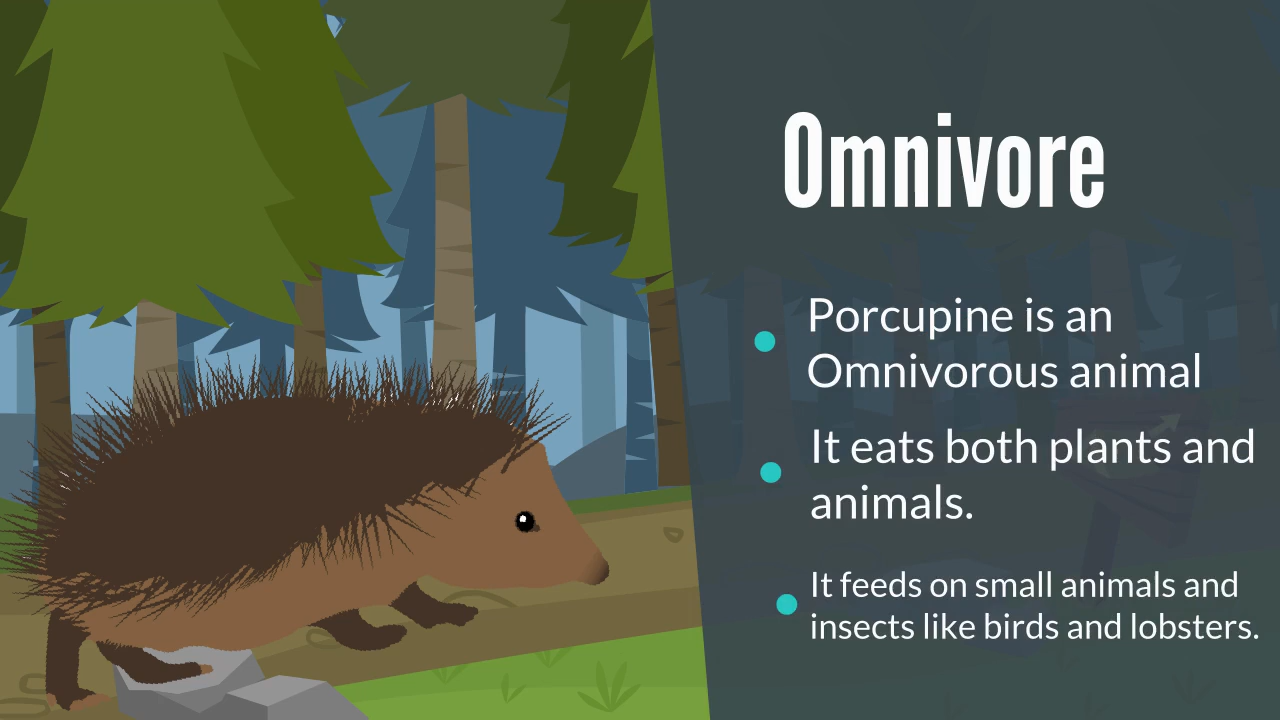 Omnivore
Porcupine is an
Omnivorous animal
It eats both plants and
animals.
It feeds on small animals and
insects like birds and lobsters.